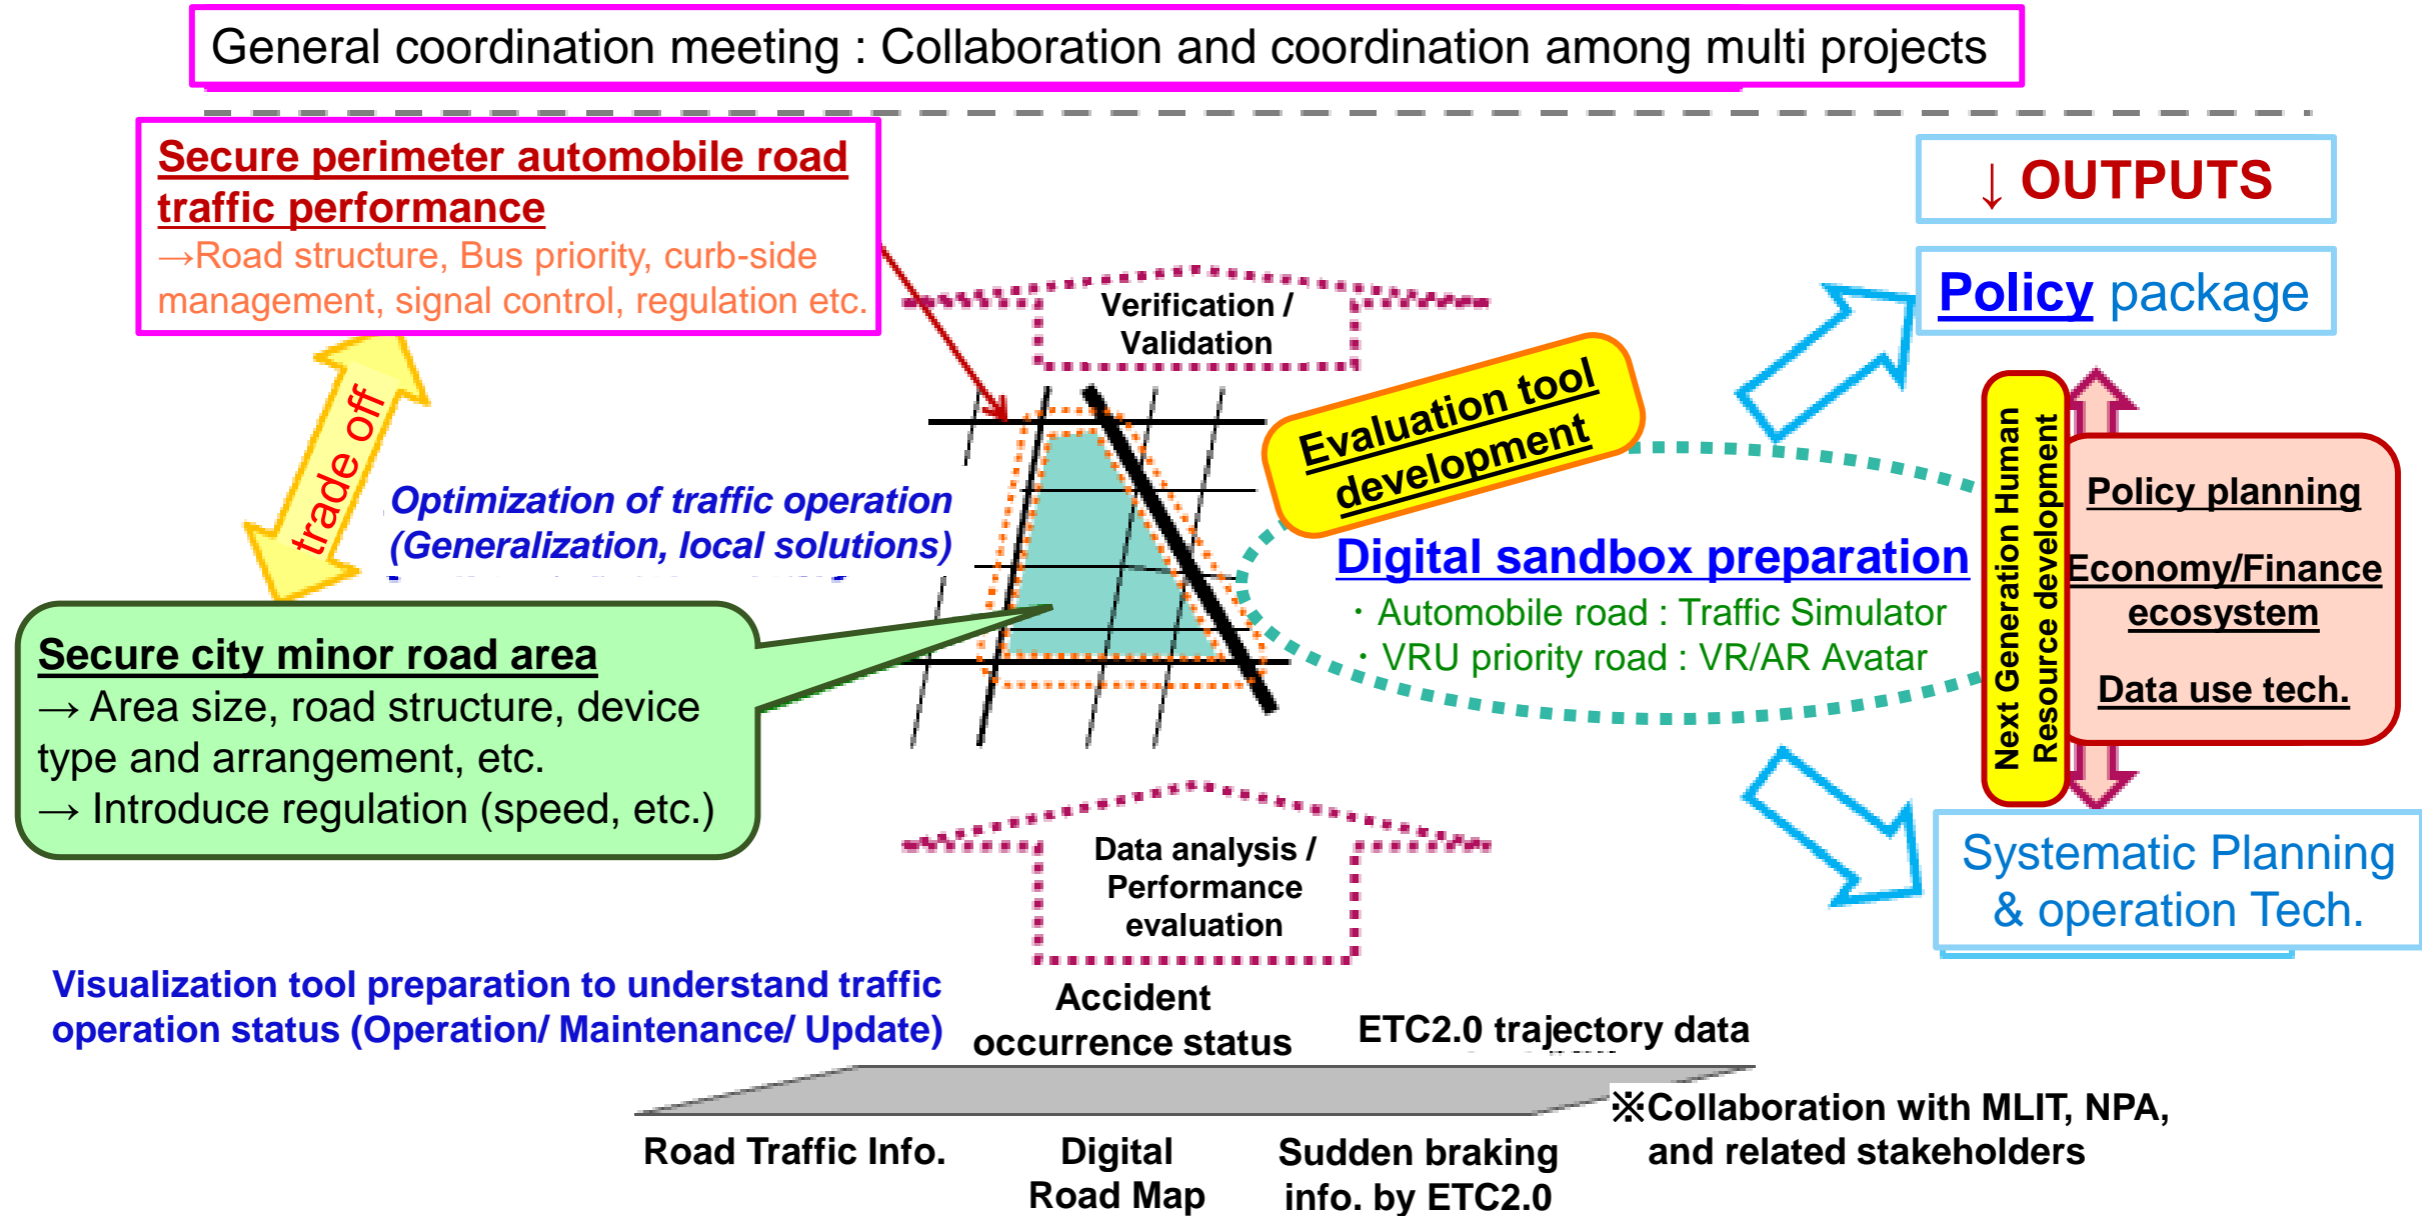 General coordination meeting : Collaboration and coordination among multi projects
Secure perimeter automobile road
traffic performance
→Road structure, Bus priority, curb-side
management, signal control, regulation etc.
↓ OUTPUTS
Policy package
Verification /
Validation
trade off
Evaluation tool
development
Optimization of traffic operation
(Generalization, local solutions)
Digital sandbox preparation
・Automobile road : Traffic Simulator
・VRU priority road : VR/AR Avatar
Next Generation Human
Resource development
Policy planning
Economy/Finance
ecosystem
Data use tech.
Secure city minor road area
→ Area size, road structure, device
type and arrangement, etc.
→ Introduce regulation (speed, etc.)
Data analysis /
Performance
evaluation
Systematic Planning
& operation Tech.
Visualization tool preparation to understand traffic
operation status (Operation/ Maintenance/ Update)
Accident
occurrence status
ETC2.0 trajectory data
※Collaboration with MLIT, NPA,
and related stakeholders
Road Traffic Info.
Digital
Road Map
Sudden braking
info. by ETC2.0